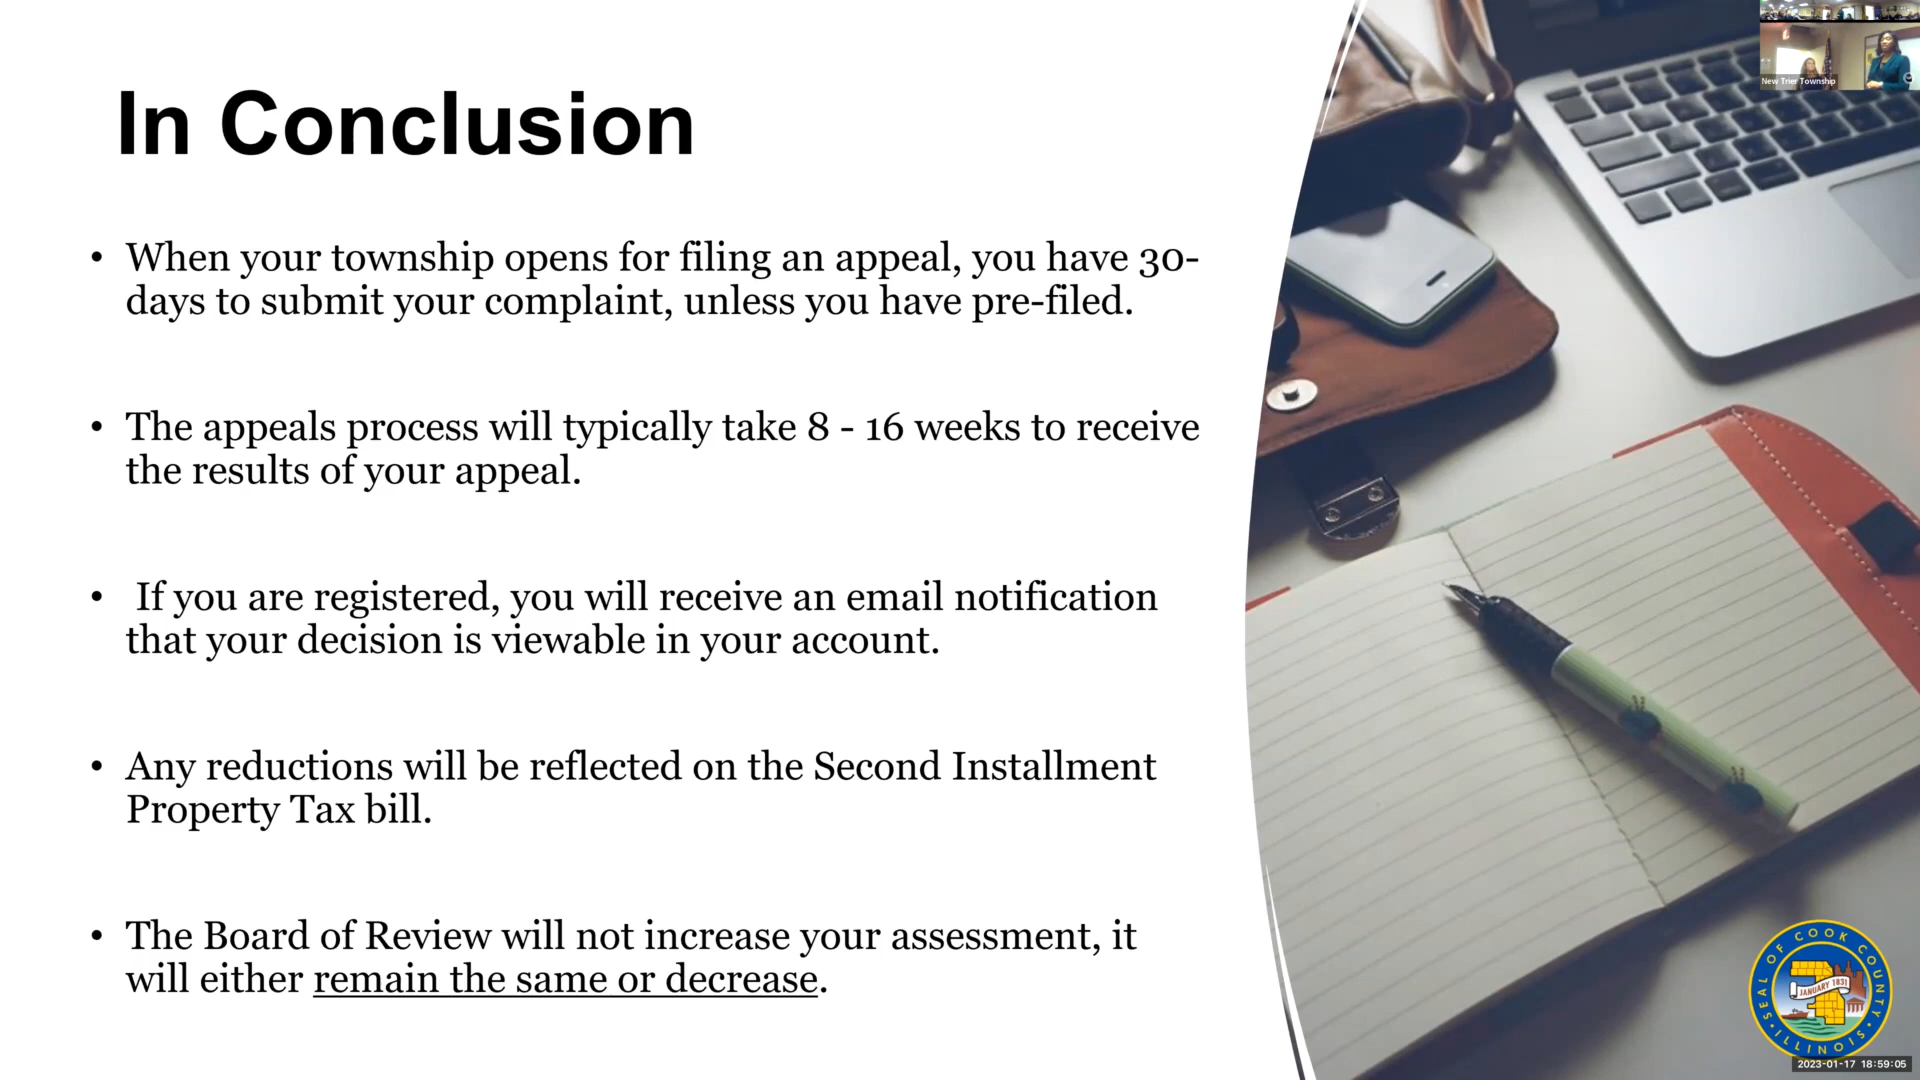 In Conclusion
• When your township opens for filing an appeal, you have 30-
days to submit your complaint, unless you have pre-filed.
• The appeals process will typically take 8 - 16 weeks to receive
the results of your appeal.
• If you are registered, you will receive an email notification
that your decision is viewable in your account.
• Any reductions will be reflected on the Second Installment
Property Tax bill.
• The Board of Review will not increase your assessment, it
will either remain the same or decrease.
New Trier Township
SEAL OF COOK COUNTY
JANUARY 1831
• ILLINOIS •
2023-01-17 18:59:05